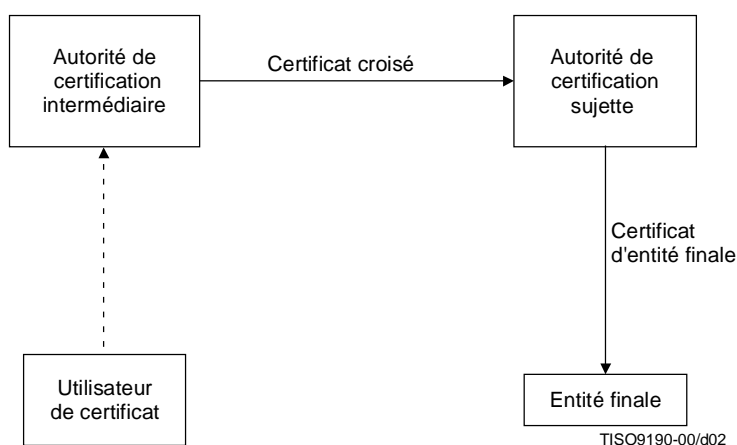 Autorité de
certification
intermédiaire
Certificat croisé
Autorité de
certification
sujette
Certificat
d'entité finale
Utilisateur
de certificat
Entité finale
TISO9190-00/d02